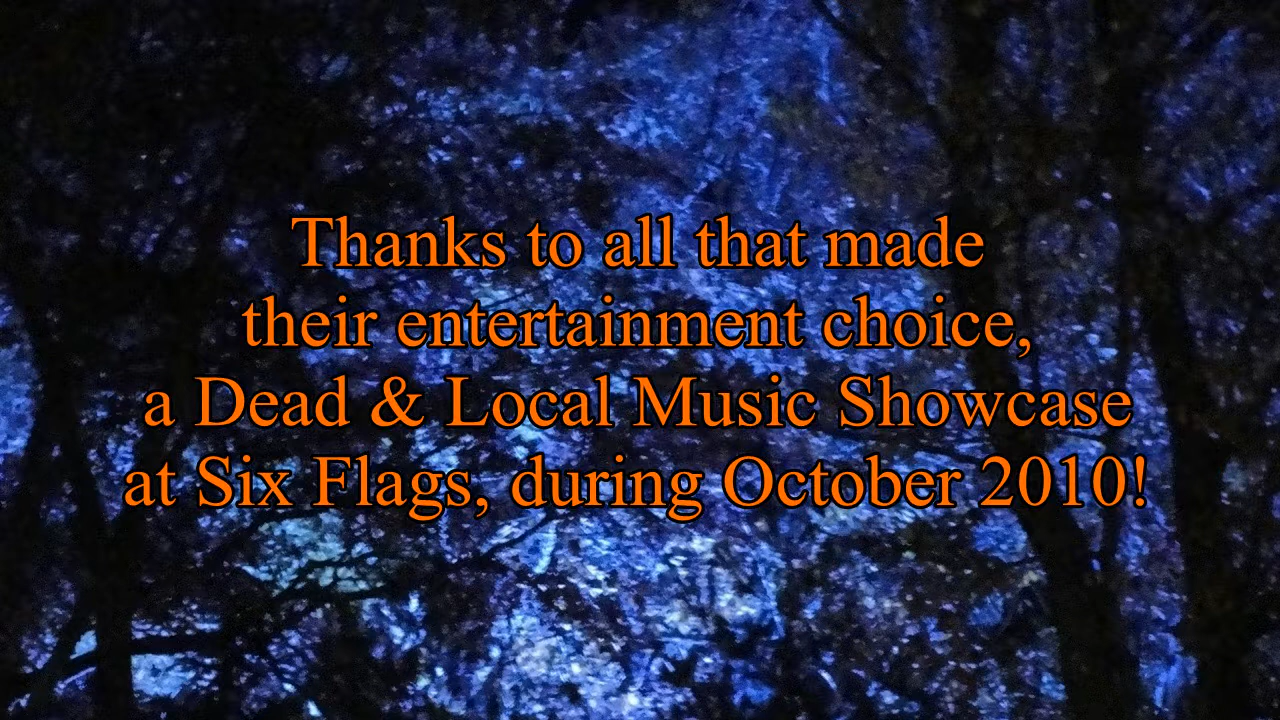 Thanks to all that made
their entertainment choice,
a Dead & Local Music Showcase
at Six Flags, during October 2010!